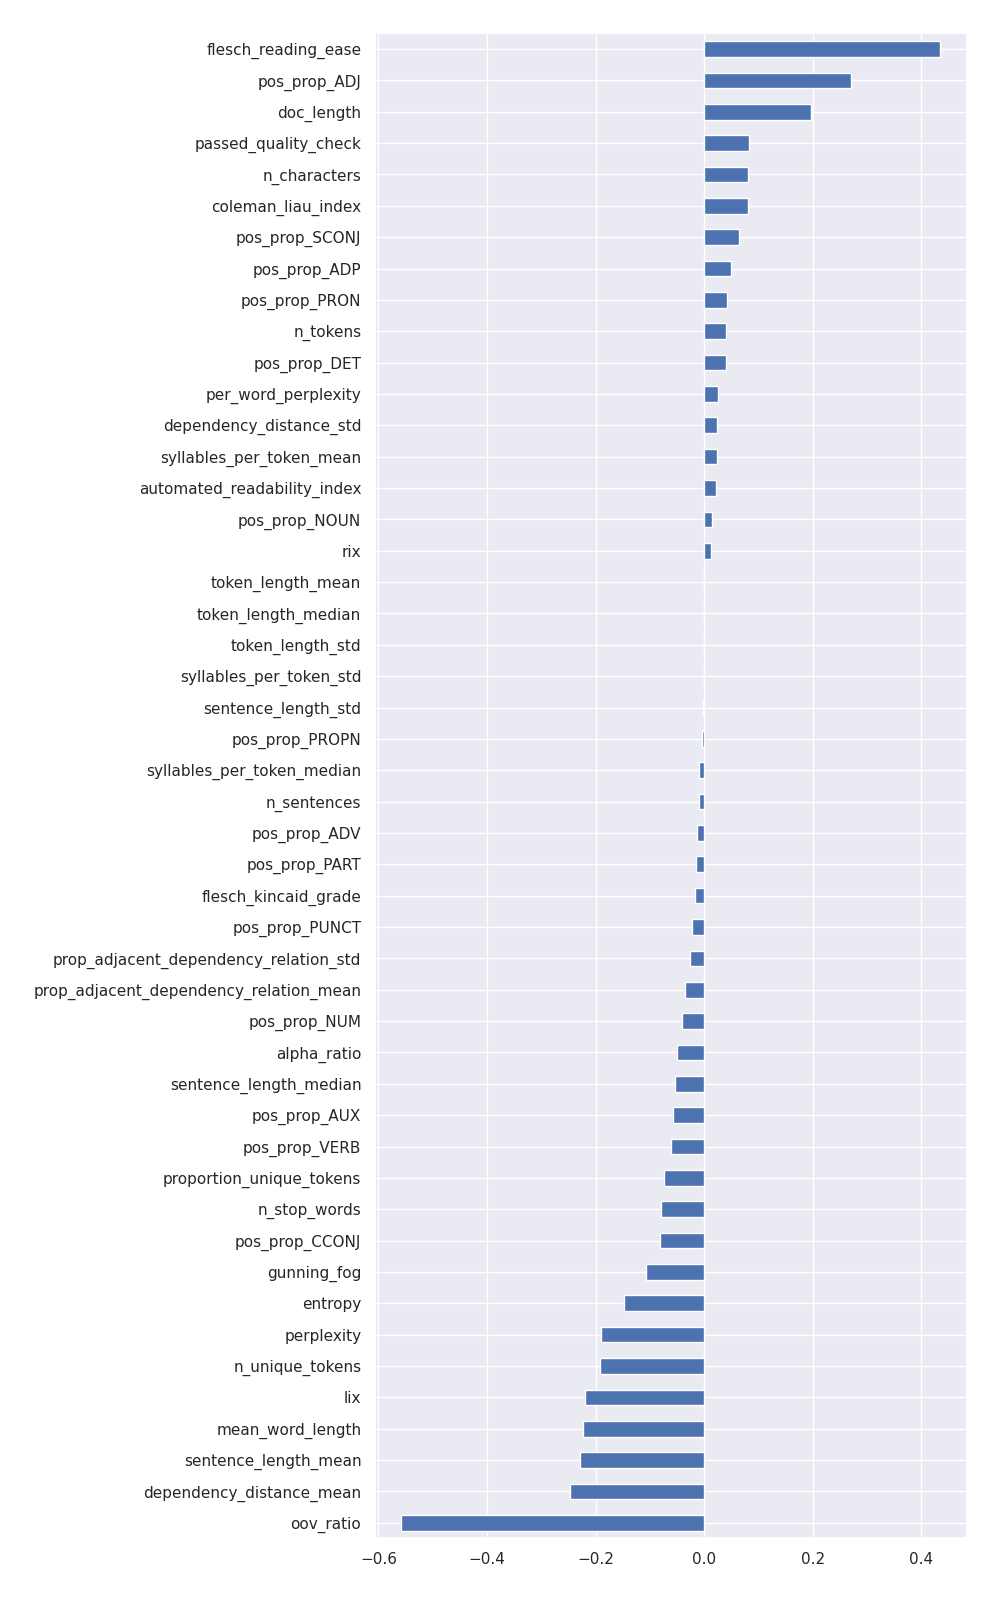 flesch_reading_ease
pos_prop_ADJ
doc_length
passed_quality_check
n_characters
coleman_liau_index
pos_prop_SCONJ
pos_prop_ADP
pos_prop_PRON
n_tokens
pos_prop_DET
per_word_perplexity
dependency_distance_std
syllables_per_token_mean
automated_readability_index
pos_prop_NOUN
rix
token_length_mean
token_length_median
token_length_std
syllables_per_token_std
sentence_length_std
pos_prop_PROPN
syllables_per_token_median
n_sentences
pos_prop_ADV
pos_prop_PART
flesch_kincaid_grade
pos_prop_PUNCT
prop_adjacent_dependency_relation_std
prop_adjacent_dependency_relation_mean
pos_prop_NUM
alpha_ratio
sentence_length_median
pos_prop_AUX
pos_prop_VERB
proportion_unique_tokens
n_stop_words
pos_prop_CCONJ
gunning_fog
entropy
perplexity
n_unique_tokens
lix
mean_word_length
sentence_length_mean
dependency_distance_mean
oov_ratio
−0.6 −0.4 −0.2 0.0 0.2 0.4